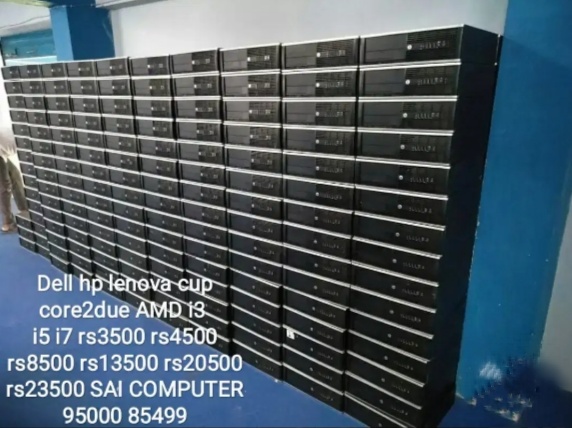 Dell hp lenova cup
core2due AMD i3
i5 i7 rs3500 rs4500
rs8500 rs13500 rs20500
rs23500 SAI COMPUTER
95000 85499